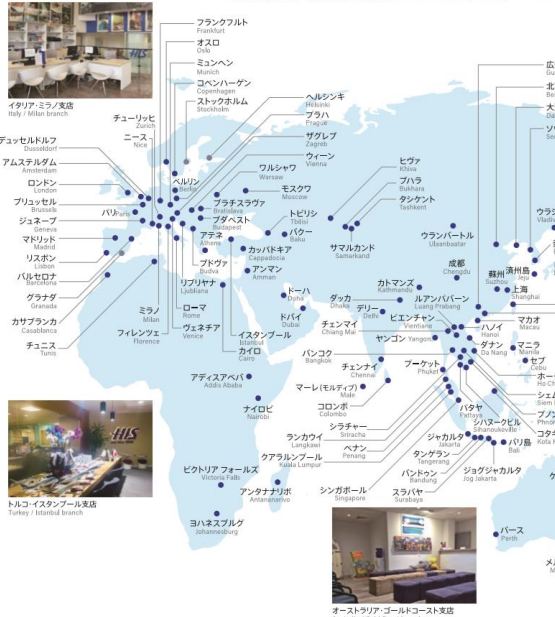 フランクフルト
Frankfurt
オスロ
Oslo
ミュンヘン
Munich
コペンハーゲン
Copenhagen
ストックホルム
Stockholm
HIS
イタリア・ミラノ支店
Italy / Milan branch
チューリッヒ
Zurich
ニース
Nice
デュッセルドルフ
Dusseldorf
アムステルダム
Amsterdam
ロンドン
London
ブリュッセル
Brussels
パリParis
ジュネーブ
Geneva
マドリッド
Madrid
リスボン
Lisbon
バルセロナ
Barcelona
グラナダ
Granada
カサブランカ
Casablanca
チュニス
Tunis
ヘルシンキ
Helsinki
プラハ
Prague
ザグレブ
Zagreb
ウィーン
Vienna
ワルシャワ
Warsaw
ベルリン
Berlin
モスクワ
Moscow
ブラチスラヴァ
Bratislava
ブダペスト
Budapest
アテネ
Athens
ブドヴァ
Budva
リブリャナ
Ljubljana
トビリシ
Tbilisi
バクー
Baku
カッパドキア
Cappadocia
アンマン
Amman
ミラノ
Milan
フィレンツェ
Florence
ローマ
Rome
ヴェネチア
Venice
イスタンブール
Istanbul
カイロ
Cairo
ドーハ
Doha
ドバイ
Dubai
ヒヴァ
Khiva
ブハラ
Bukhara
タシケント
Tashkent
サマルカンド
Samarkand
ウランバートル
Ulaanbaatar
成都
Chengdu
蘇州
Suzhou
済州島
Jeju
上海
Shanghai
マカオ
Macau
カトマンズ
Kathmandu
ダッカ
Dhaka
デリー
Delhi
ルアンパバーン
Luang Prabang
ビエンチャン
Vientiane
チェンマイ
Chiang Mai
ヤンゴン Yangon
ハノイ
Hanoi
ダナン
Da Nang
マニラ
Manila
セブ
Cebu
バンコク
Bangkok
プーケット
Phuket
チェンナイ
Chennai
マーレ(モルディブ)
Male
コロンボ
Colombo
アディスアベバ
Addis Ababa
ナイロビ
Nairobi
シラチャー
Sriracha
ランカウイ
Langkawi
ペナン
Penang
クアラルンプール
Kuala Lumpur
シンガポール
Singapore
パタヤ
Pattaya
シハヌークビル
Sihanoukeville
ジャカルタ
Jakarta
タンゲラン
Tangerang
バンドゥン
Bandung
スラバヤ
Surabaya
バリ島
Bali
ジョグジャカルタ
Jog Jakarta
ビクトリア フォールズ
Victoria Falls
アンタナナリボ
Antananarivo
ヨハネスブルグ
Johannesburg
パース
Perth
HIS
トルコ・イスタンブール支店
Turkey / Istanbul branch
オーストラリア・ゴールドコースト支店